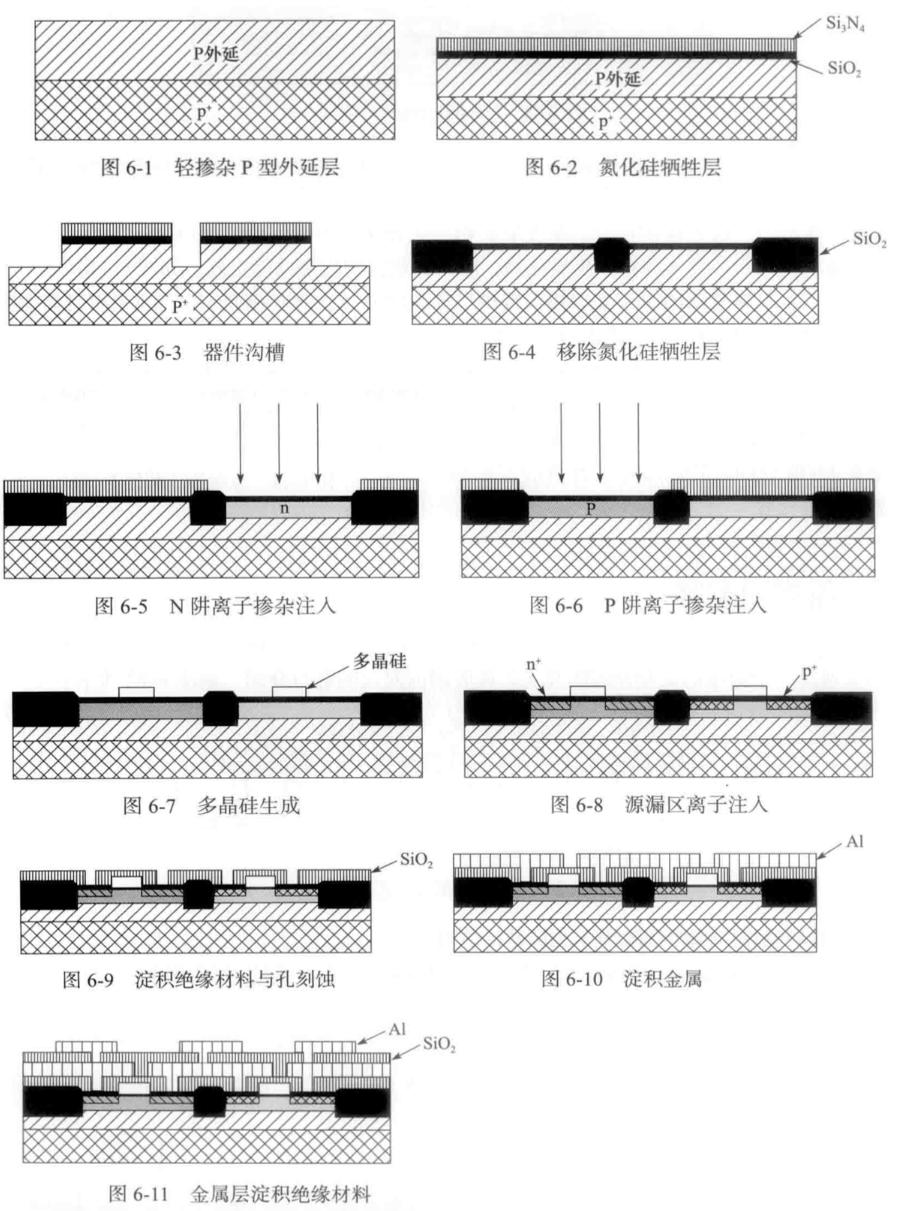 Si₃N₄
P外延
SiO₂
P外延
p⁺
p⁺
图 6-1 轻掺杂 P 型外延层
图 6-2 氮化硅牺牲层
SiO₂
P⁺
图 6-3 器件沟槽
图 6-4 移除氮化硅牺牲层
n
P
图 6-5 N 阱离子掺杂注入
图 6-6 P 阱离子掺杂注入
多晶硅
n⁺
p⁺
图 6-7 多晶硅生成
图 6-8 源漏区离子注入
Al
SiO₂
图 6-9 淀积绝缘材料与孔刻蚀
图 6-10 淀积金属
Al
SiO₂
图 6-11 金属层淀积绝缘材料